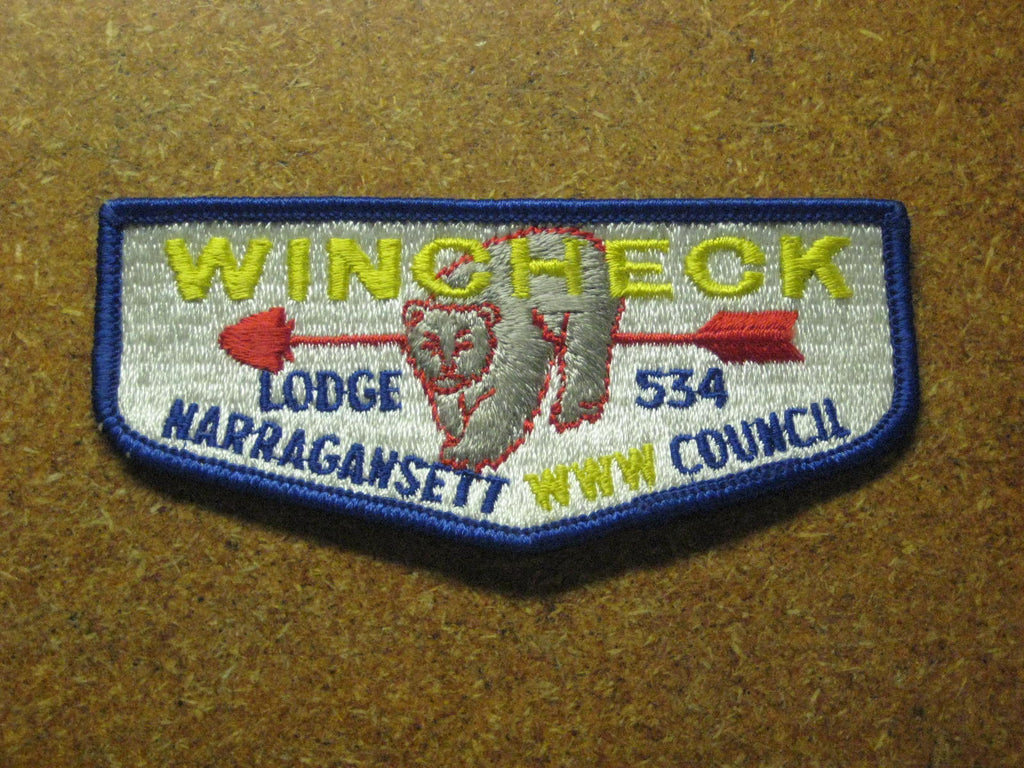 WINCHECK
LODGE 534
NARRAGANSETT WWW COUNCIL